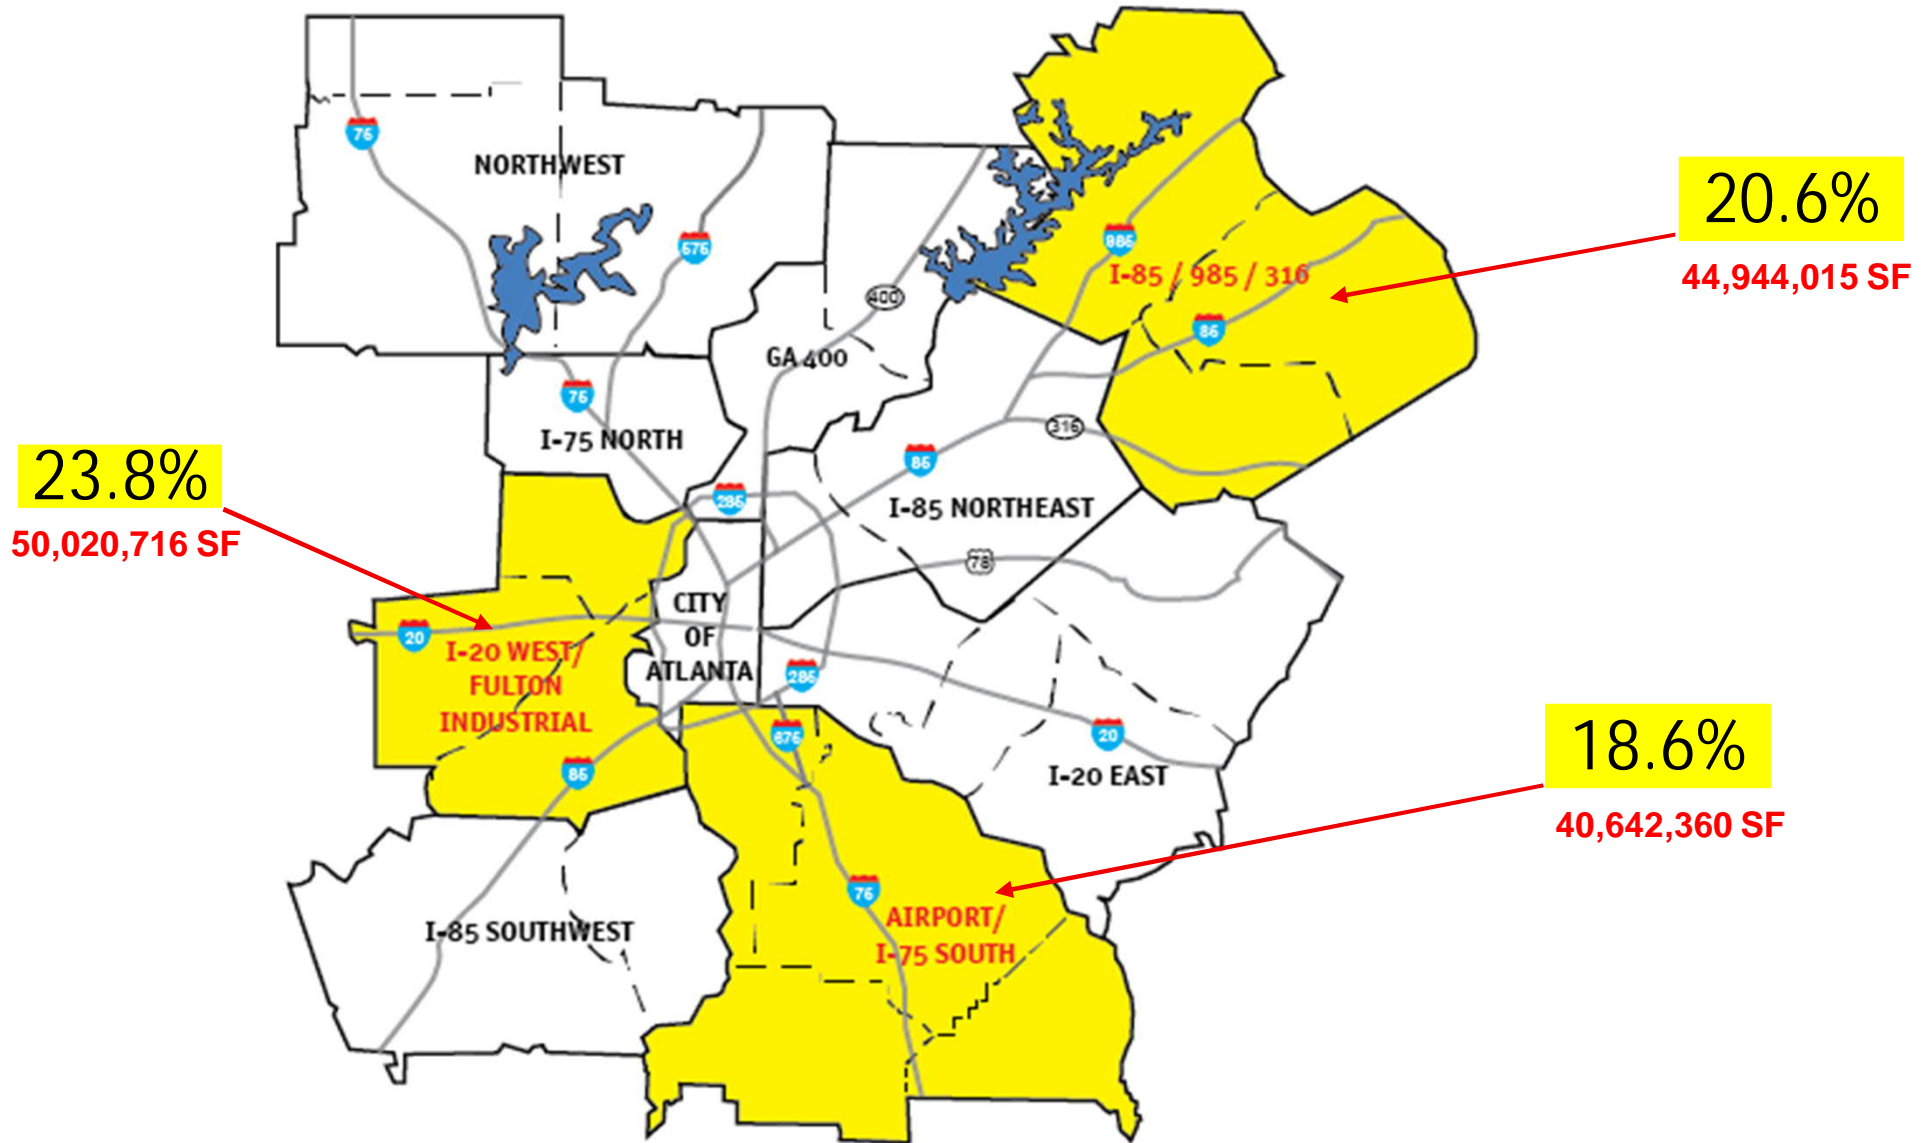 75
NORTHWEST
575
20.6%
44,944,015 SF
985
I-85 / 985 / 316
400
85
GA 400
75
I-75 NORTH
316
23.8%
50,020,716 SF
85
285
I-85 NORTHEAST
78
CITY
OF
ATLANTA
20
I-20 WEST/
FULTON
INDUSTRIAL
285
675
20
I-20 EAST
18.6%
40,642,360 SF
85
75
AIRPORT/
I-75 SOUTH
I-85 SOUTHWEST